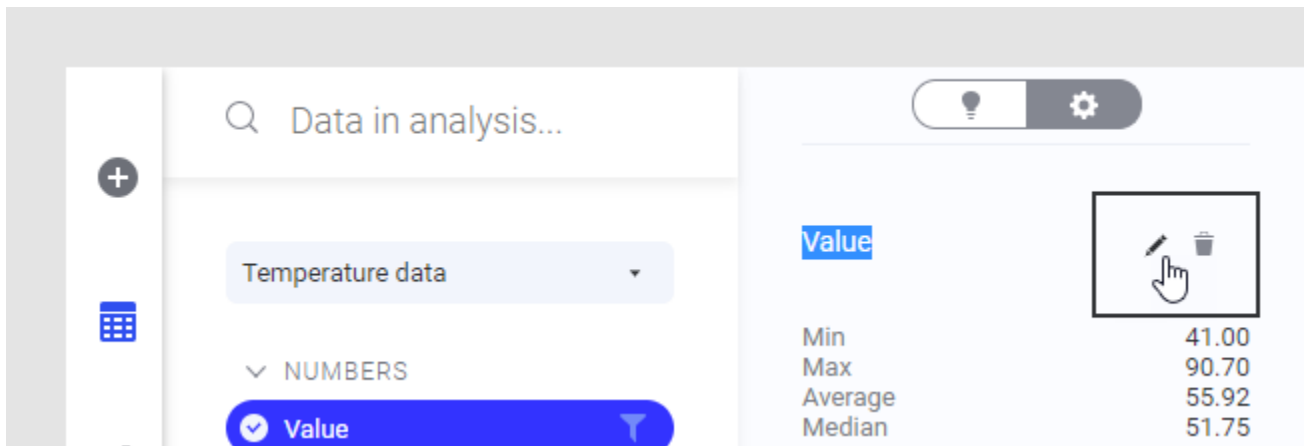 Data in analysis...
Temperature data
NUMBERS
Value
Value
Min 41.00
Max 90.70
Average 55.92
Median 51.75